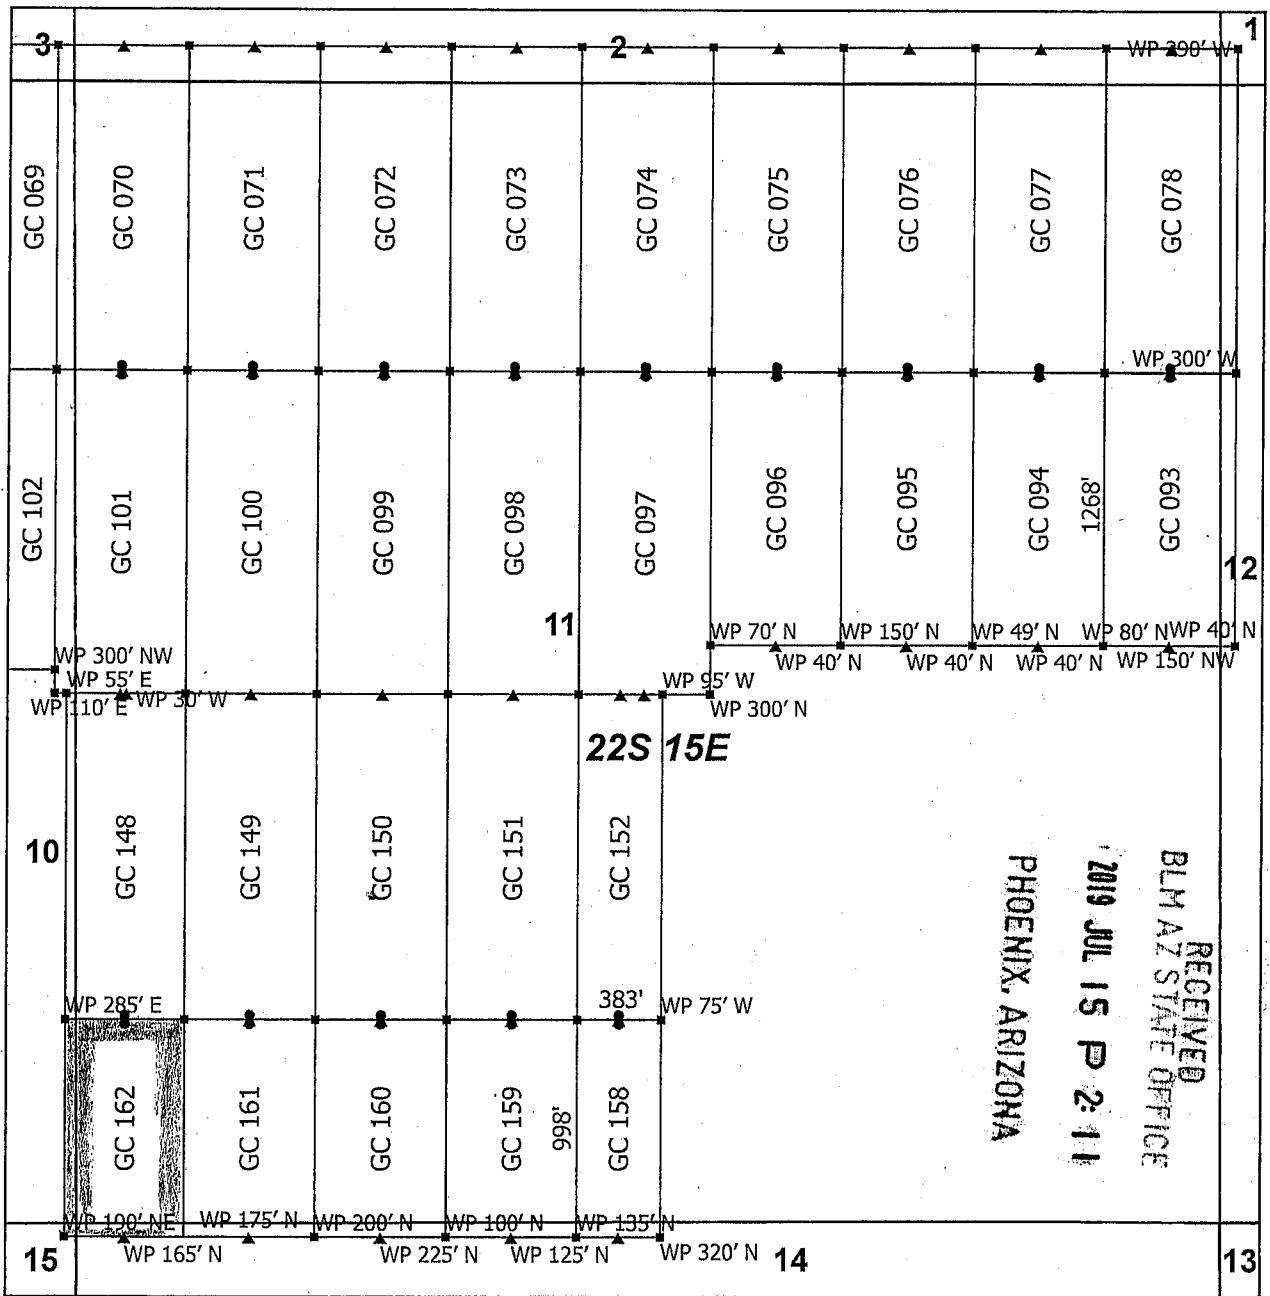 3
2
1
WP 290' W
GC 069
GC 070
GC 071
GC 072
GC 073
GC 074
GC 075
GC 076
GC 077
GC 078
WP 300' W
GC 102
GC 101
GC 100
GC 099
GC 098
GC 097
GC 096
GC 095
GC 094
1268'
GC 093
12
11
WP 70' N
WP 150' N
WP 49' N
WP 80' N
WP 40' N
WP 40' N
WP 40' N
WP 40' N
WP 150' NW
WP 300' NW
WP 55' E
WP 110' E
WP 30' W
WP 95' W
WP 300' N
22S 15E
10
GC 148
GC 149
GC 150
GC 151
GC 152
RECEIVED
BLM AZ STATE OFFICE
2019 JUL 15 P 2:11
PHOENIX, ARIZONA
WP 285' E
383'
WP 75' W
GC 162
GC 161
GC 160
GC 159
998'
GC 158
WP 190' NE
WP 175' N
WP 200' N
WP 100' N
WP 135' N
WP 165' N
WP 225' N
WP 125' N
WP 320' N
15
14
13